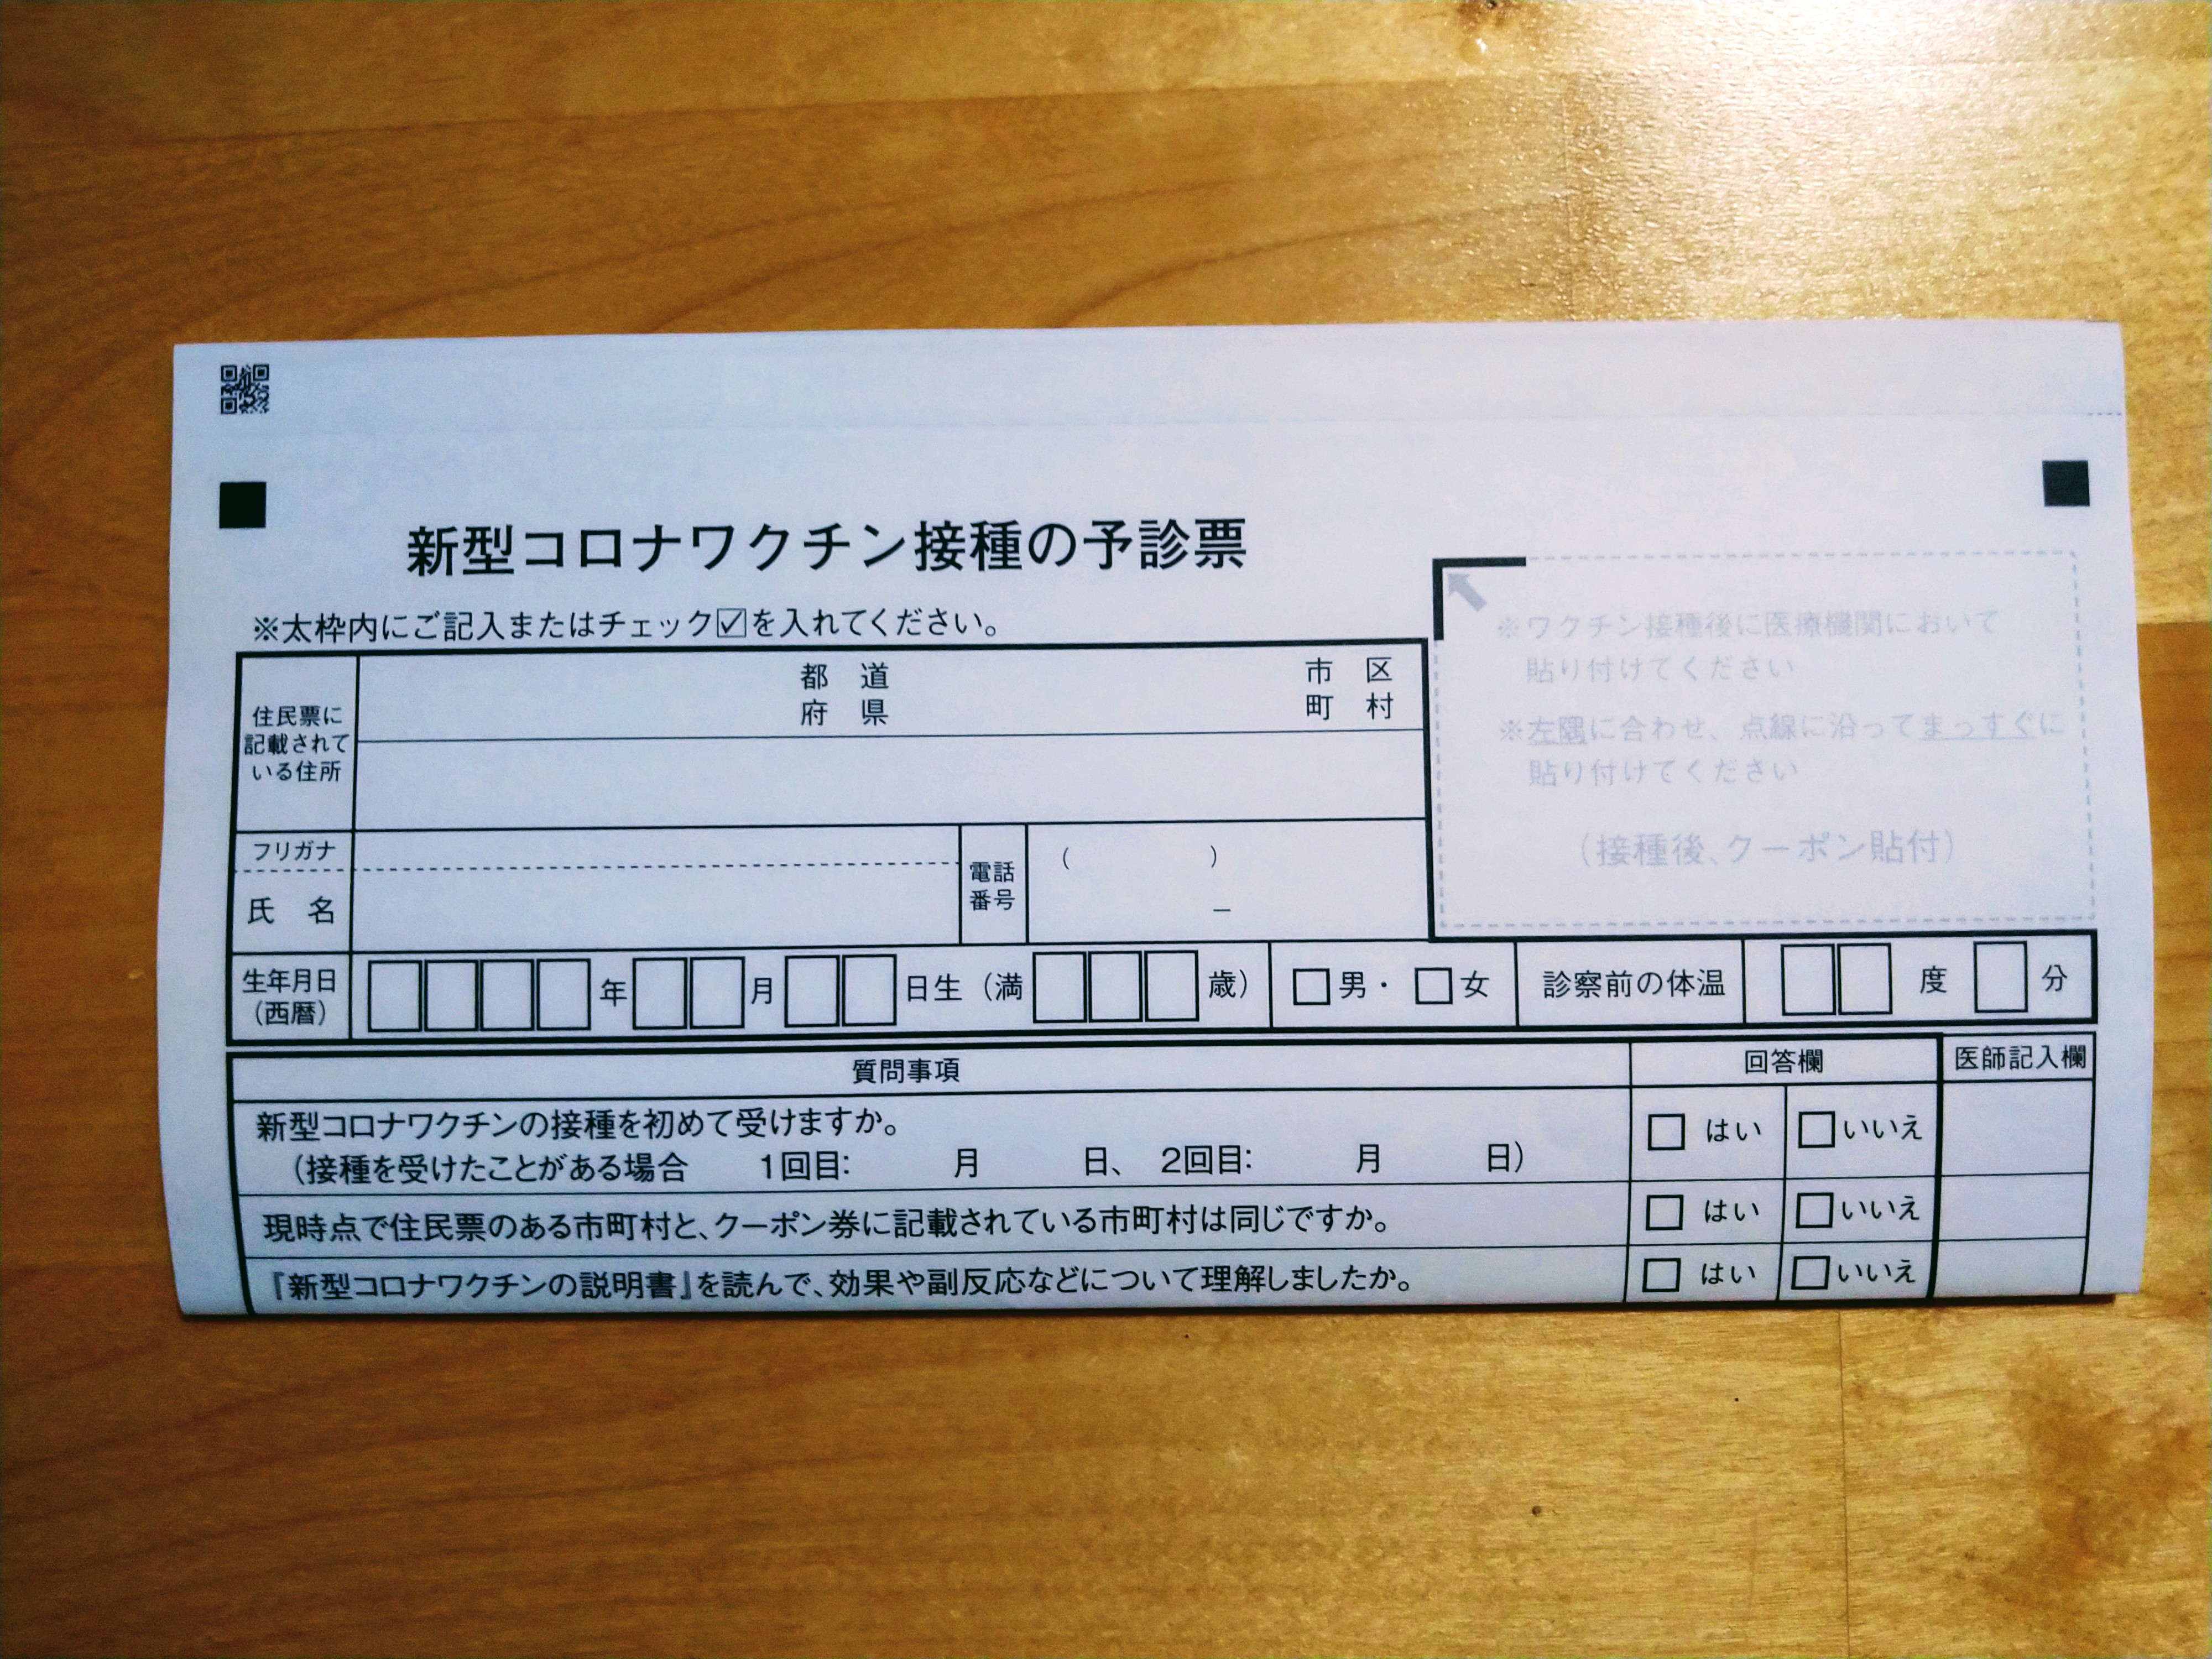 新型コロナワクチン接種の予診票
※太枠内にご記入またはチェック☑を入れてください。
※ワクチン接種後に医療機関において
貼り付けてください
※左隅に合わせ、点線に沿ってまっすぐに
貼り付けてください
(接種後、クーポン貼付)
住民票に
記載されて
いる住所
都 道
府 県
市 区
町 村
フリガナ
氏 名
電話
番号
( )
−
生年月日
(西暦)
年 月 日生 (満 歳)
□男・ □女
診察前の体温
度 分
質問事項 回答欄 医師記入欄
新型コロナワクチンの接種を初めて受けますか。
(接種を受けたことがある場合 1回目: 月 日、 2回目: 月 日)
□ はい □ いいえ
現時点で住民票のある市町村と、クーポン券に記載されている市町村は同じですか。
□ はい □ いいえ
『新型コロナワクチンの説明書』を読んで、効果や副反応などについて理解しましたか。
□ はい □ いいえ